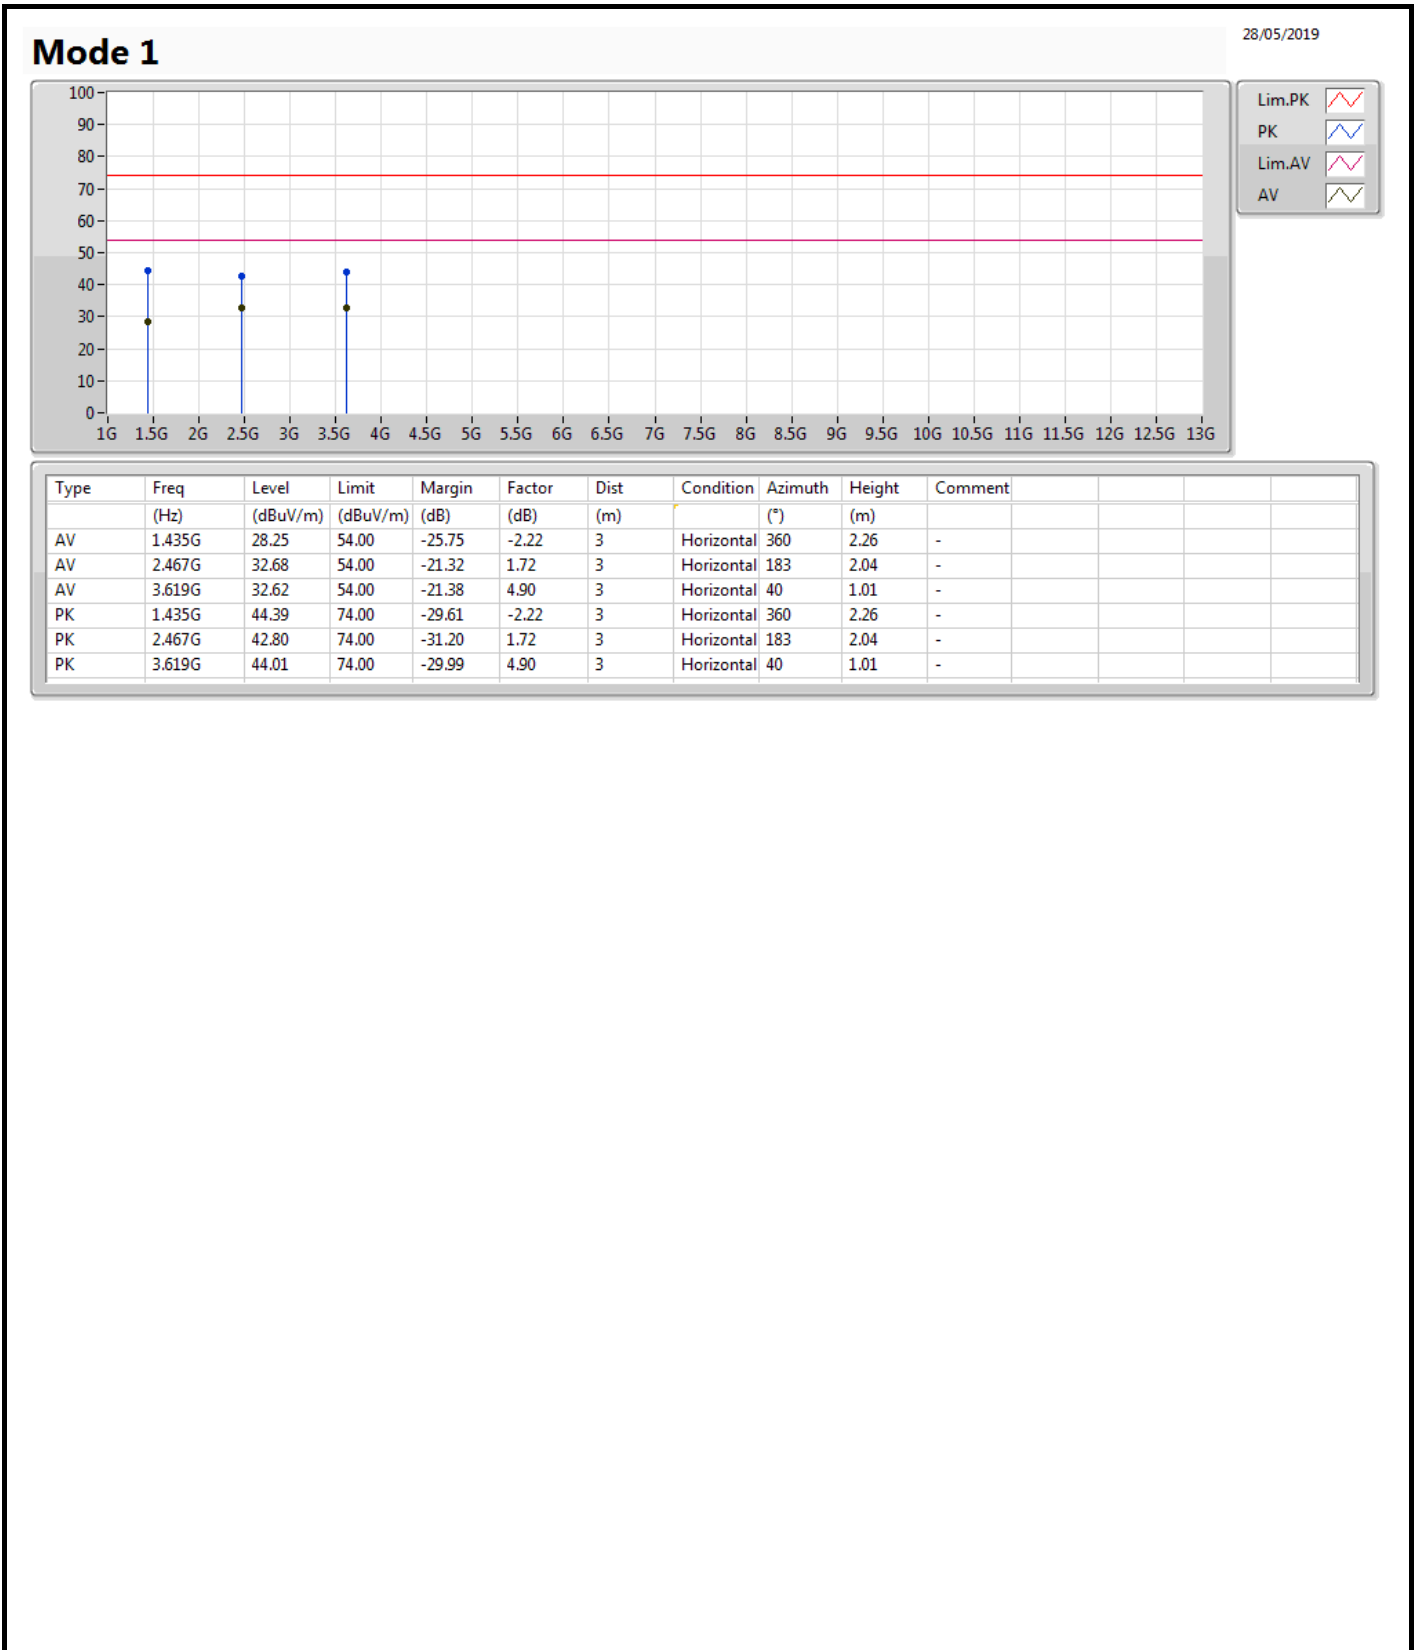 28/05/2019
Mode 1
100
90
80
70
60
50
40
30
20
10
0
1G 1.5G 2G 2.5G 3G 3.5G 4G 4.5G 5G 5.5G 6G 6.5G 7G 7.5G 8G 8.5G 9G 9.5G 10G 10.5G 11G 11.5G 12G 12.5G 13G
Lim.PK
PK
Lim.AV
AV
Type Freq Level Limit Margin Factor Dist Condition Azimuth Height Comment
(Hz) (dBuV/m) (dBuV/m) (dB) (dB) (m) (°) (m)
AV 1.435G 28.25 54.00 -25.75 -2.22 3 Horizontal 360 2.26 -
AV 2.467G 32.68 54.00 -21.32 1.72 3 Horizontal 183 2.04 -
AV 3.619G 32.62 54.00 -21.38 4.90 3 Horizontal 40 1.01 -
PK 1.435G 44.39 74.00 -29.61 -2.22 3 Horizontal 360 2.26 -
PK 2.467G 42.80 74.00 -31.20 1.72 3 Horizontal 183 2.04 -
PK 3.619G 44.01 74.00 -29.99 4.90 3 Horizontal 40 1.01 -